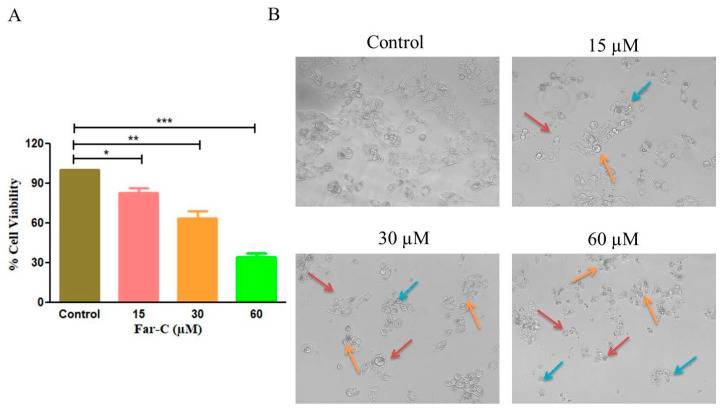 A
B
Control
15 µM
***
**
*
120
90
60
30
0
% Cell Viability
Control
15
30
60
Far-C (µM)
30 µM
60 µM